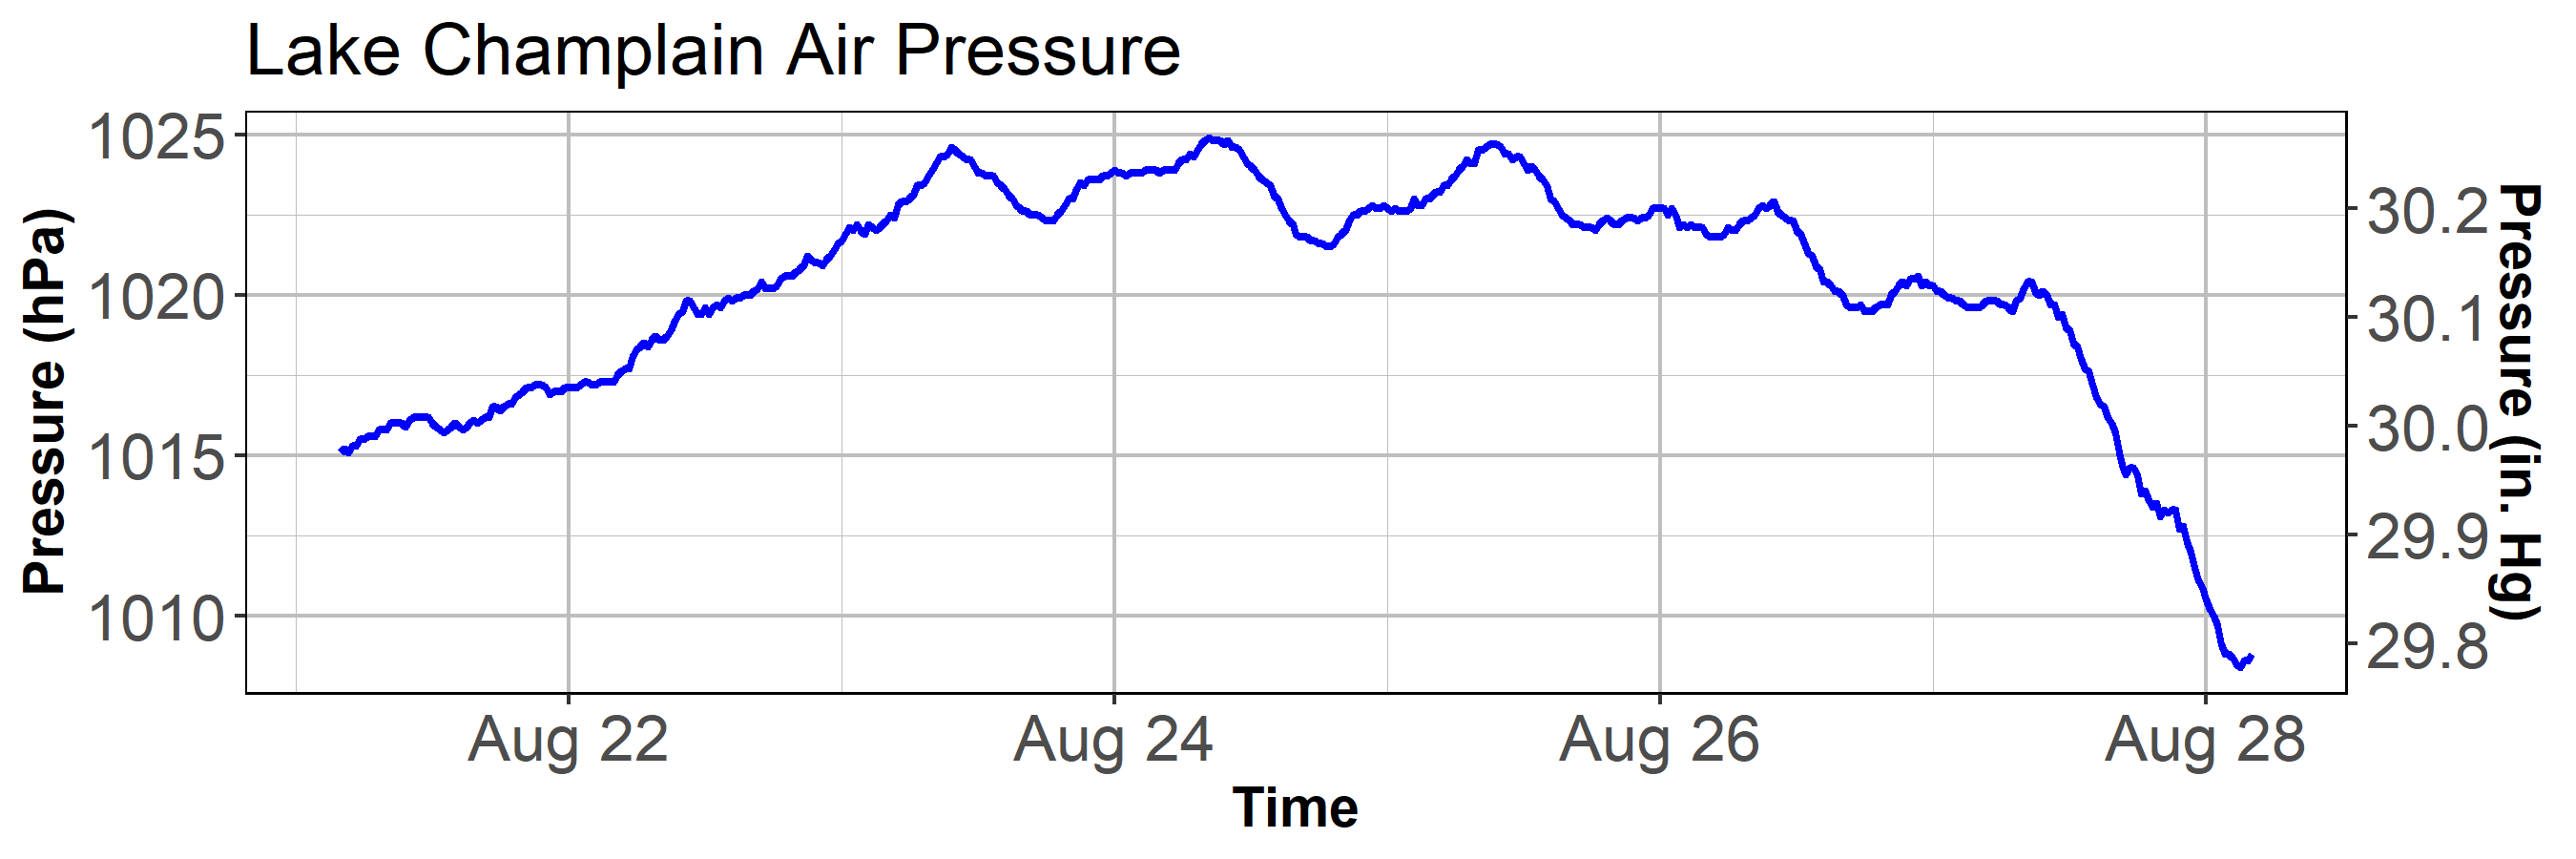 Lake Champlain Air Pressure
Pressure (hPa)
1025
1020
1015
1010
30.2
30.1
30.0
29.9
29.8
Pressure (in. Hg)
Aug 22
Aug 24
Aug 26
Aug 28
Time